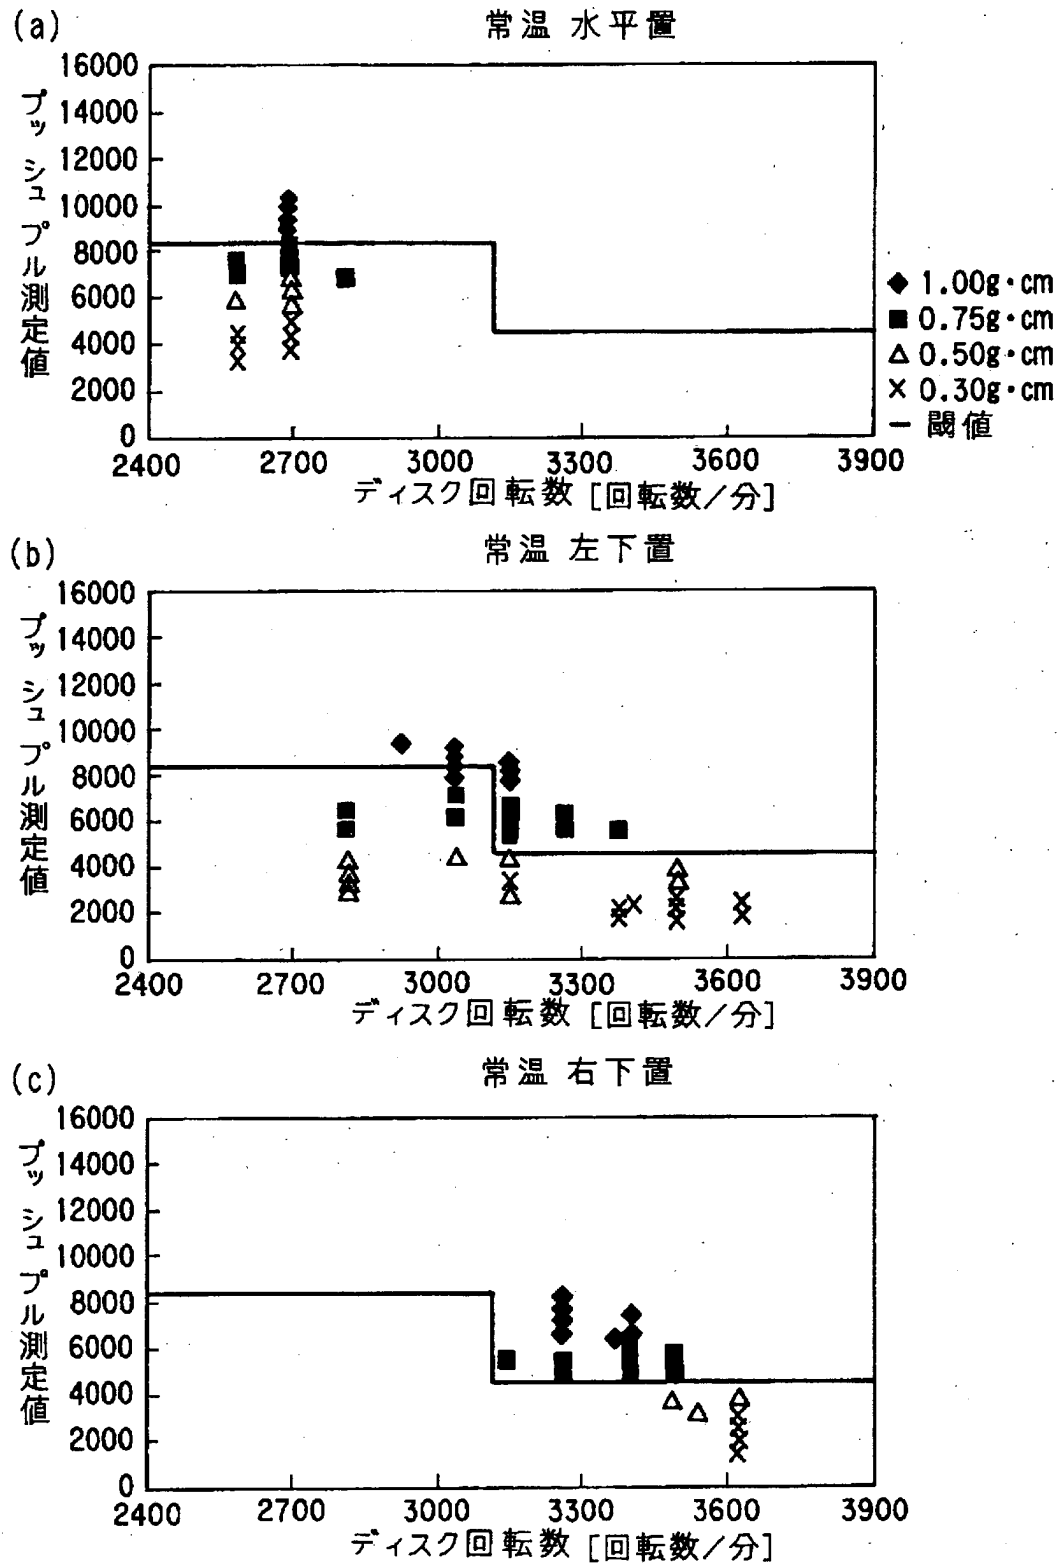 (a) 常温 水平置
16000
14000
12000
10000
8000
6000
4000
2000
0
プッシュプル測定値
2400 2700 3000 3300 3600 3900
ディスク回転数 [回転数/分]
◆ 1.00g・cm
■ 0.75g・cm
△ 0.50g・cm
× 0.30g・cm
— 閾値
(b) 常温 左下置
16000
14000
12000
10000
8000
6000
4000
2000
0
プッシュプル測定値
2400 2700 3000 3300 3600 3900
ディスク回転数 [回転数/分]
(c) 常温 右下置
16000
14000
12000
10000
8000
6000
4000
2000
0
プッシュプル測定値
2400 2700 3000 3300 3600 3900
ディスク回転数 [回転数/分]